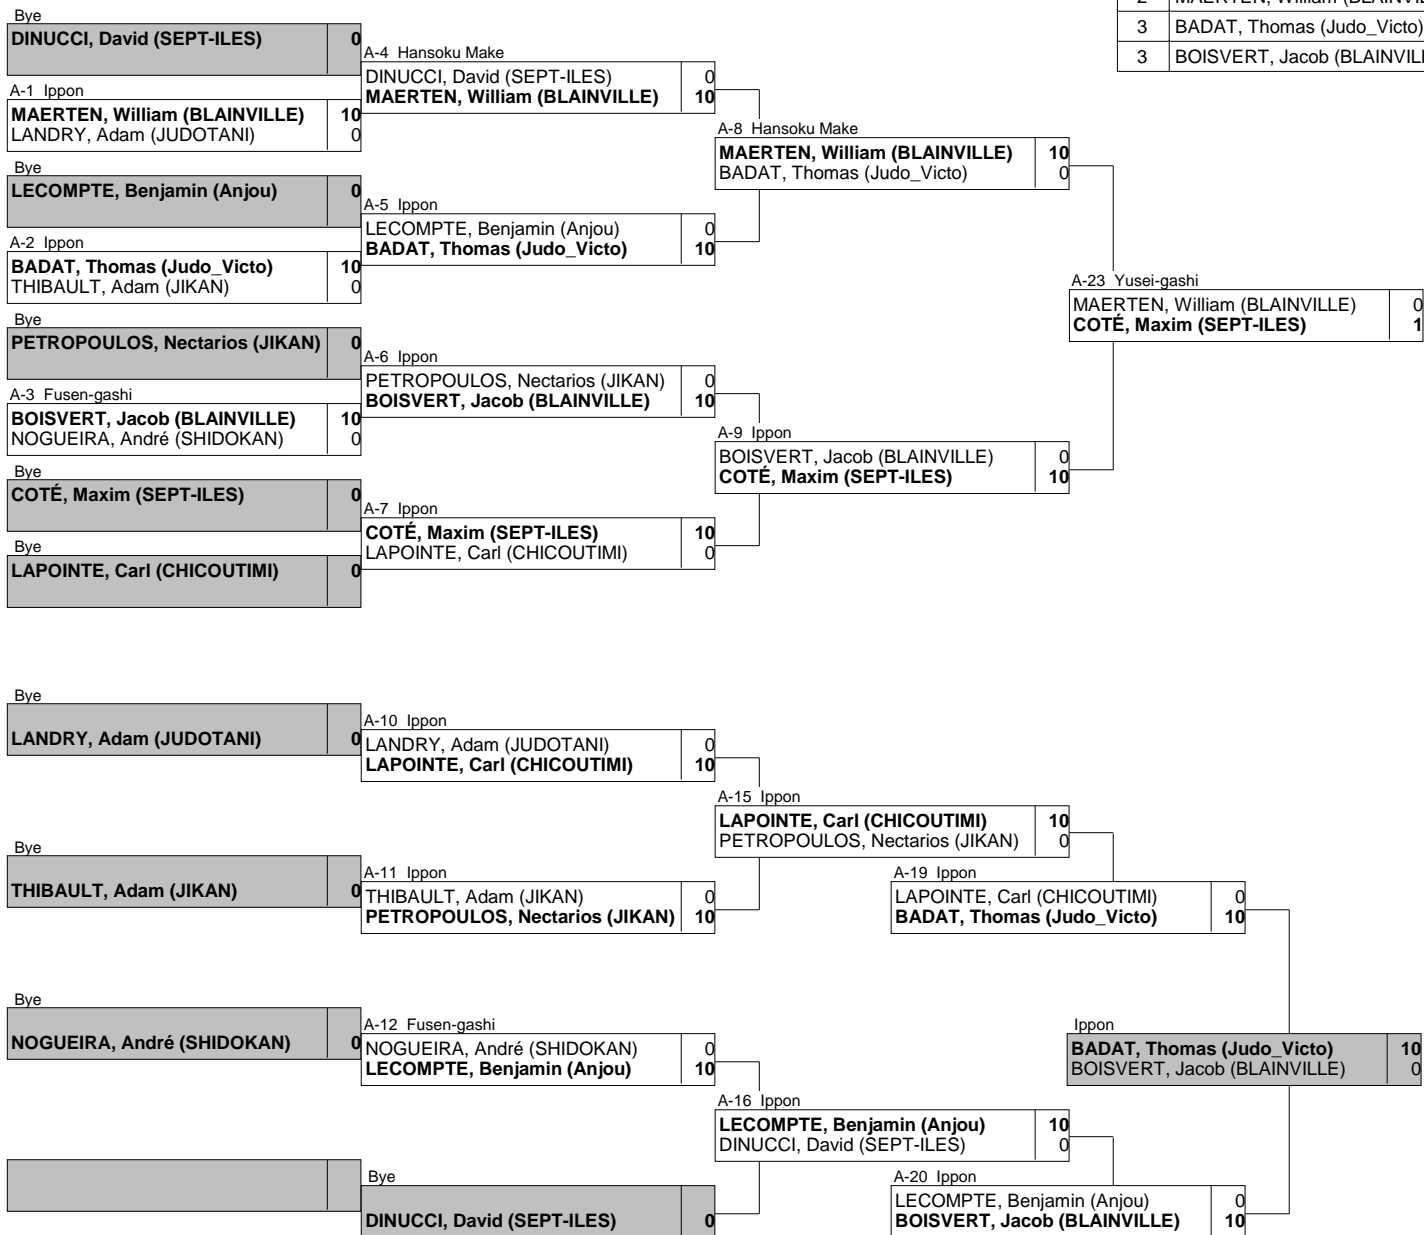 2 MAERTEN, William (BLAINVILLE
3 BADAT, Thomas (Judo_Victo)
3 BOISVERT, Jacob (BLAINVILL
Bye
DINUCCI, David (SEPT-ILES) 0
A-1 Ippon
MAERTEN, William (BLAINVILLE) 10
LANDRY, Adam (JUDOTANI) 0
Bye
LECOMPTE, Benjamin (Anjou) 0
A-2 Ippon
BADAT, Thomas (Judo_Victo) 10
THIBAULT, Adam (JIKAN) 0
Bye
PETROPOULOS, Nectarios (JIKAN) 0
A-3 Fusen-gashi
BOISVERT, Jacob (BLAINVILLE) 10
NOGUEIRA, André (SHIDOKAN) 0
Bye
COTÉ, Maxim (SEPT-ILES) 0
Bye
LAPOINTE, Carl (CHICOUTIMI) 0
A-4 Hansoku Make
DINUCCI, David (SEPT-ILES) 0
MAERTEN, William (BLAINVILLE) 10
A-5 Ippon
LECOMPTE, Benjamin (Anjou) 0
BADAT, Thomas (Judo_Victo) 10
A-6 Ippon
PETROPOULOS, Nectarios (JIKAN) 0
BOISVERT, Jacob (BLAINVILLE) 10
A-7 Ippon
COTÉ, Maxim (SEPT-ILES) 10
LAPOINTE, Carl (CHICOUTIMI) 0
A-8 Hansoku Make
MAERTEN, William (BLAINVILLE) 10
BADAT, Thomas (Judo_Victo) 0
A-9 Ippon
BOISVERT, Jacob (BLAINVILLE) 0
COTÉ, Maxim (SEPT-ILES) 10
A-23 Yusei-gashi
MAERTEN, William (BLAINVILLE) 0
COTÉ, Maxim (SEPT-ILES) 1
Bye
LANDRY, Adam (JUDOTANI) 0
Bye
THIBAULT, Adam (JIKAN) 0
Bye
NOGUEIRA, André (SHIDOKAN) 0
A-10 Ippon
LANDRY, Adam (JUDOTANI) 0
LAPOINTE, Carl (CHICOUTIMI) 10
A-11 Ippon
THIBAULT, Adam (JIKAN) 0
PETROPOULOS, Nectarios (JIKAN) 10
A-12 Fusen-gashi
NOGUEIRA, André (SHIDOKAN) 0
LECOMPTE, Benjamin (Anjou) 10
Bye
DINUCCI, David (SEPT-ILES) 0
A-15 Ippon
LAPOINTE, Carl (CHICOUTIMI) 10
PETROPOULOS, Nectarios (JIKAN) 0
A-16 Ippon
LECOMPTE, Benjamin (Anjou) 10
DINUCCI, David (SEPT-ILES) 0
A-19 Ippon
LAPOINTE, Carl (CHICOUTIMI) 0
BADAT, Thomas (Judo_Victo) 10
A-20 Ippon
LECOMPTE, Benjamin (Anjou) 0
BOISVERT, Jacob (BLAINVILLE) 10
Ippon
BADAT, Thomas (Judo_Victo) 10
BOISVERT, Jacob (BLAINVILLE) 0